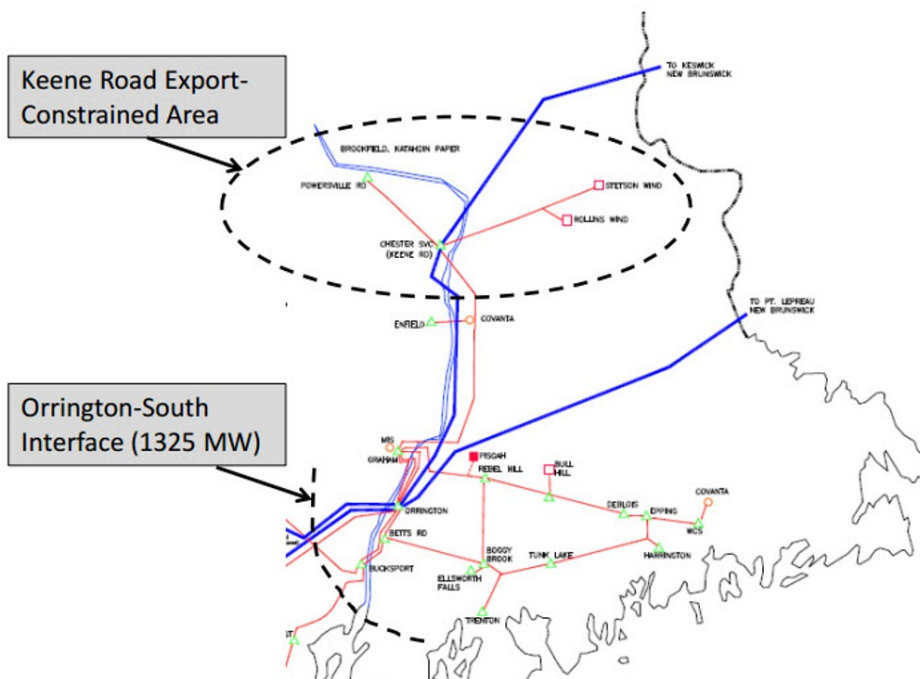 Keene Road Export-
Constrained Area
TO KESWICK
NEW BRUNSWICK
BROOKFIELD, KATAHDIN PAPER
POWERSVILLE RD
STETSON WIND
ROLLINS WIND
CHESTER SVC
(KEENE RD)
TO PT. LEPREAU
NEW BRUNSWICK
ENFIELD
COVANTA
Orrington-South
Interface (1325 MW)
MIS
GRAHAM
PISGAH
REBEL HILL
BULL
HILL
COVANTA
DEBLOIS
EPPING
WCS
ORRINGTON
BETTS RD
BUCKSPORT
BOGGY
BROOK
TUNK LAKE
HARRINGTON
ELLSWORTH
FALLS
TRENTON